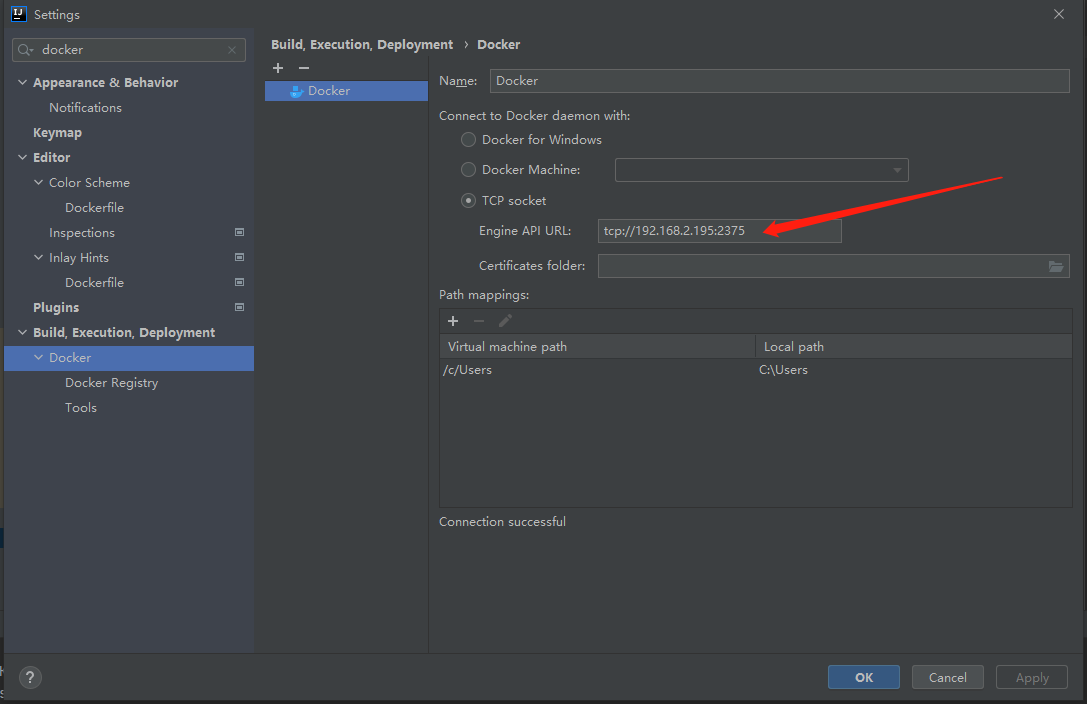 Settings
docker
Appearance & Behavior
Notifications
Keymap
Editor
Color Scheme
Dockerfile
Inspections
Inlay Hints
Dockerfile
Plugins
Build, Execution, Deployment
Docker
Docker Registry
Tools
Build, Execution, Deployment › Docker
Docker
Name: Docker
Connect to Docker daemon with:
Docker for Windows
Docker Machine:
TCP socket
Engine API URL: tcp://192.168.2.195:2375
Certificates folder:
Path mappings:
Virtual machine path Local path
/c/Users C:\Users
Connection successful
? OK Cancel Apply